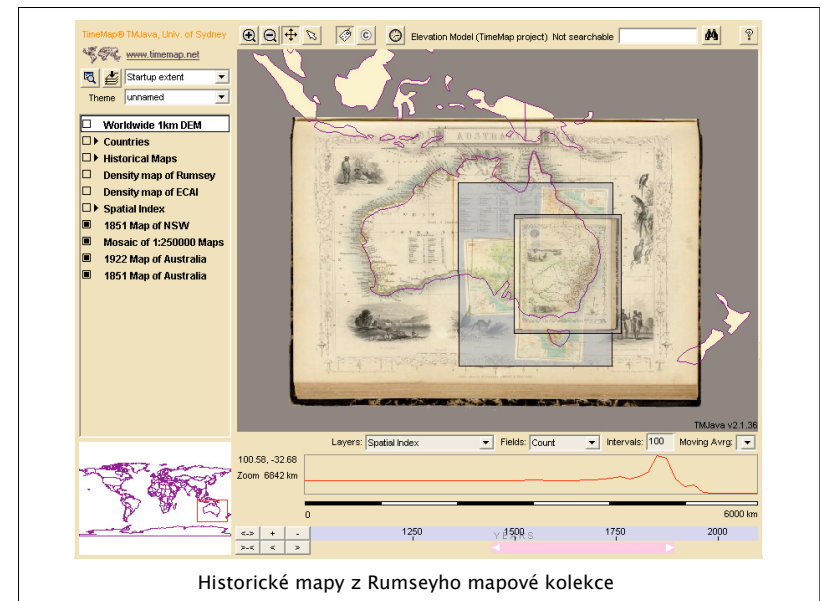 TimeMap® TMJava, Univ. of Sydney
www.timemap.net
Startup extent
Theme unnamed
Elevation Model (TimeMap project) Not searchable
?
©
Worldwide 1km DEM
Countries
Historical Maps
Density map of Rumsey
Density map of ECAI
Spatial Index
1851 Map of NSW
Mosaic of 1:250000 Maps
1922 Map of Australia
1851 Map of Australia
TMJava v2.1.36
Layers: Spatial Index Fields: Count Intervals: 100 Moving Avrg:
100.58, -32.68
Zoom 6842 km
0 6000 km
<-> + -
>-< < >
1250 1500 1750 2000
YEARS
Historické mapy z Rumseyho mapové kolekce